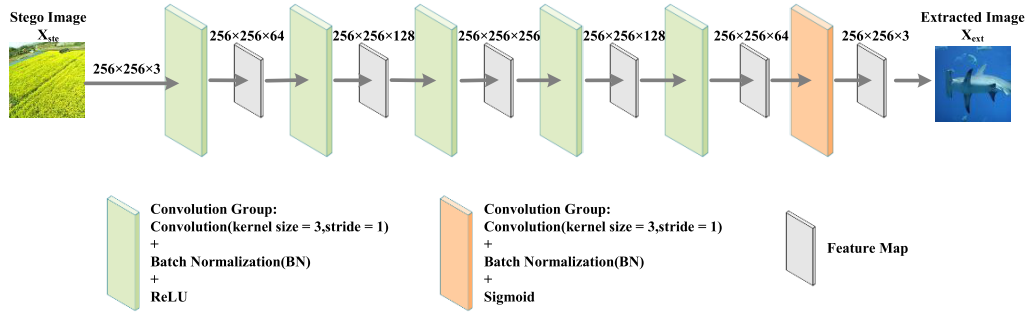 Stego Image
X_ste
256×256×3
256×256×64
256×256×128
256×256×256
256×256×128
256×256×64
256×256×3
Extracted Image
X_ext
Convolution Group:
Convolution(kernel size = 3,stride = 1)
+
Batch Normalization(BN)
+
ReLU
Convolution Group:
Convolution(kernel size = 3,stride = 1)
+
Batch Normalization(BN)
+
Sigmoid
Feature Map